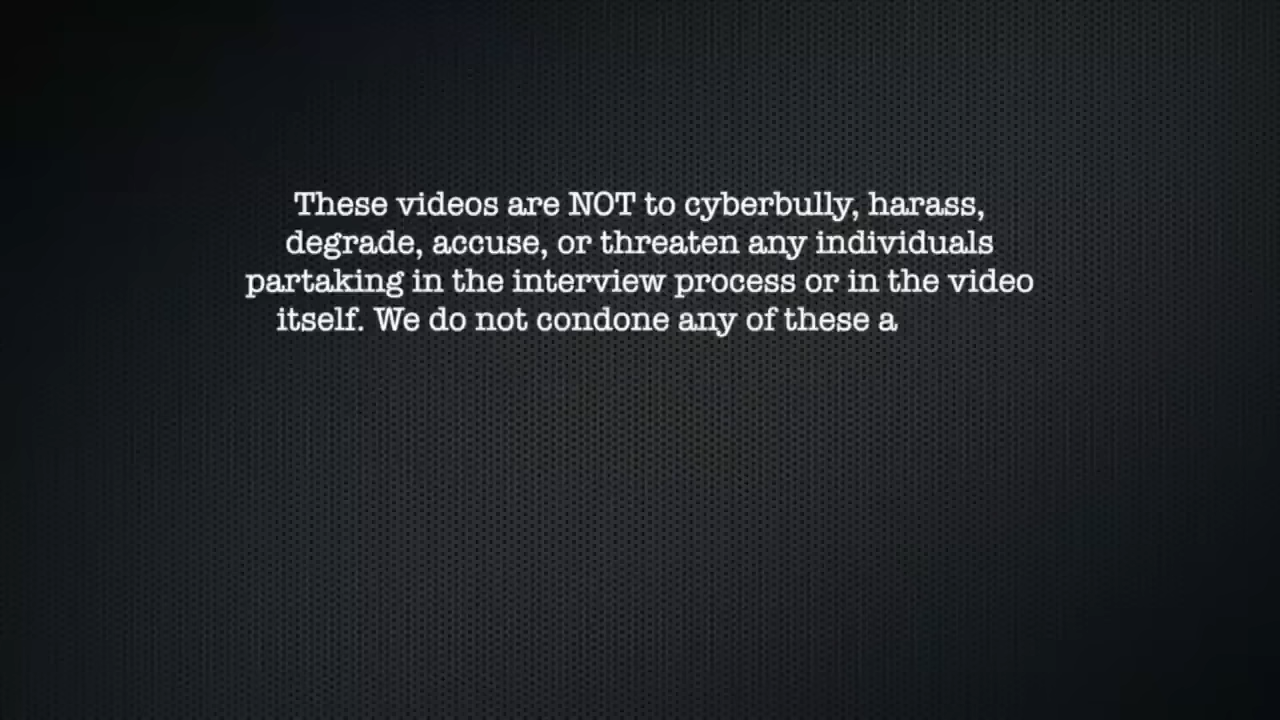 These videos are NOT to cyberbully, harass,
degrade, accuse, or threaten any individuals
partaking in the interview process or in the video
itself. We do not condone any of these a